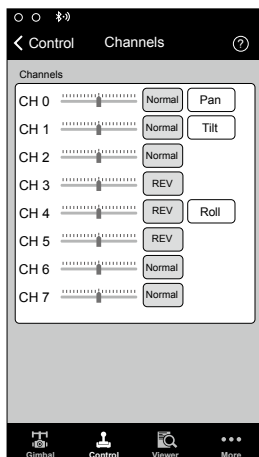 Control Channels ?
Channels
CH 0 Normal Pan
CH 1 Normal Tilt
CH 2 Normal
CH 3 REV
CH 4 REV Roll
CH 5 REV
CH 6 Normal
CH 7 Normal
Gimbal Control Viewer More